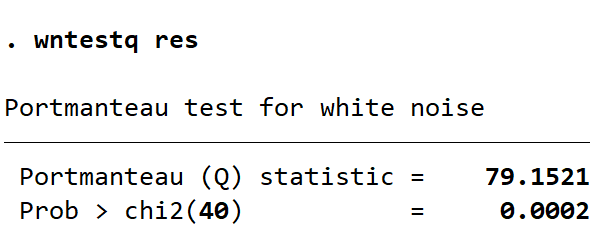 . wntestq res
Portmanteau test for white noise
Portmanteau (Q) statistic = 79.1521
Prob > chi2(40) = 0.0002